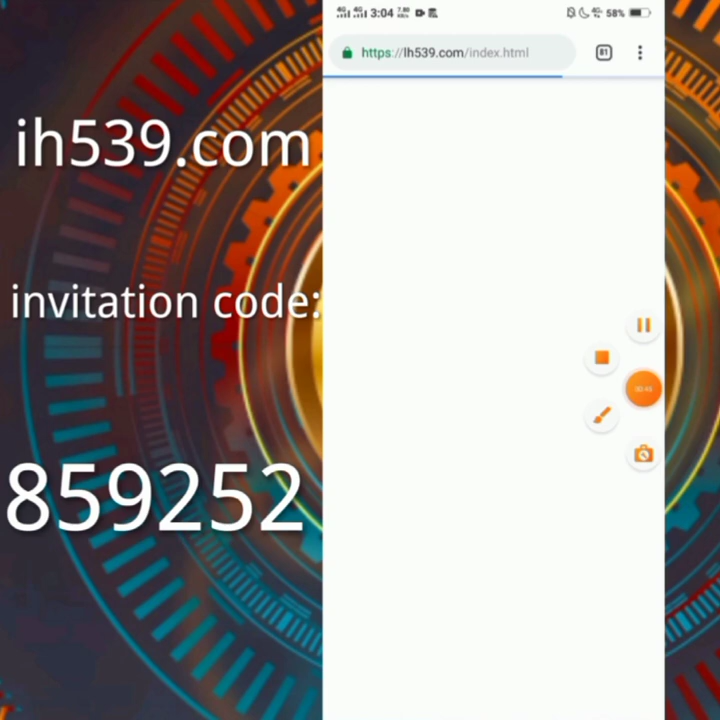 3:04
58%
https://lh539.com/index.html
81
ih539.com
invitation code:
859252